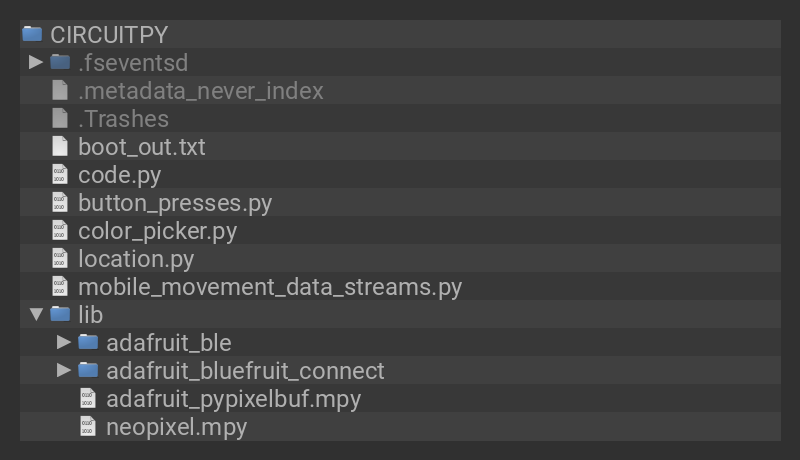 CIRCUITPY
.fseventsd
.metadata_never_index
.Trashes
boot_out.txt
code.py
button_presses.py
color_picker.py
location.py
mobile_movement_data_streams.py
lib
adafruit_ble
adafruit_bluefruit_connect
adafruit_pypixelbuf.mpy
neopixel.mpy